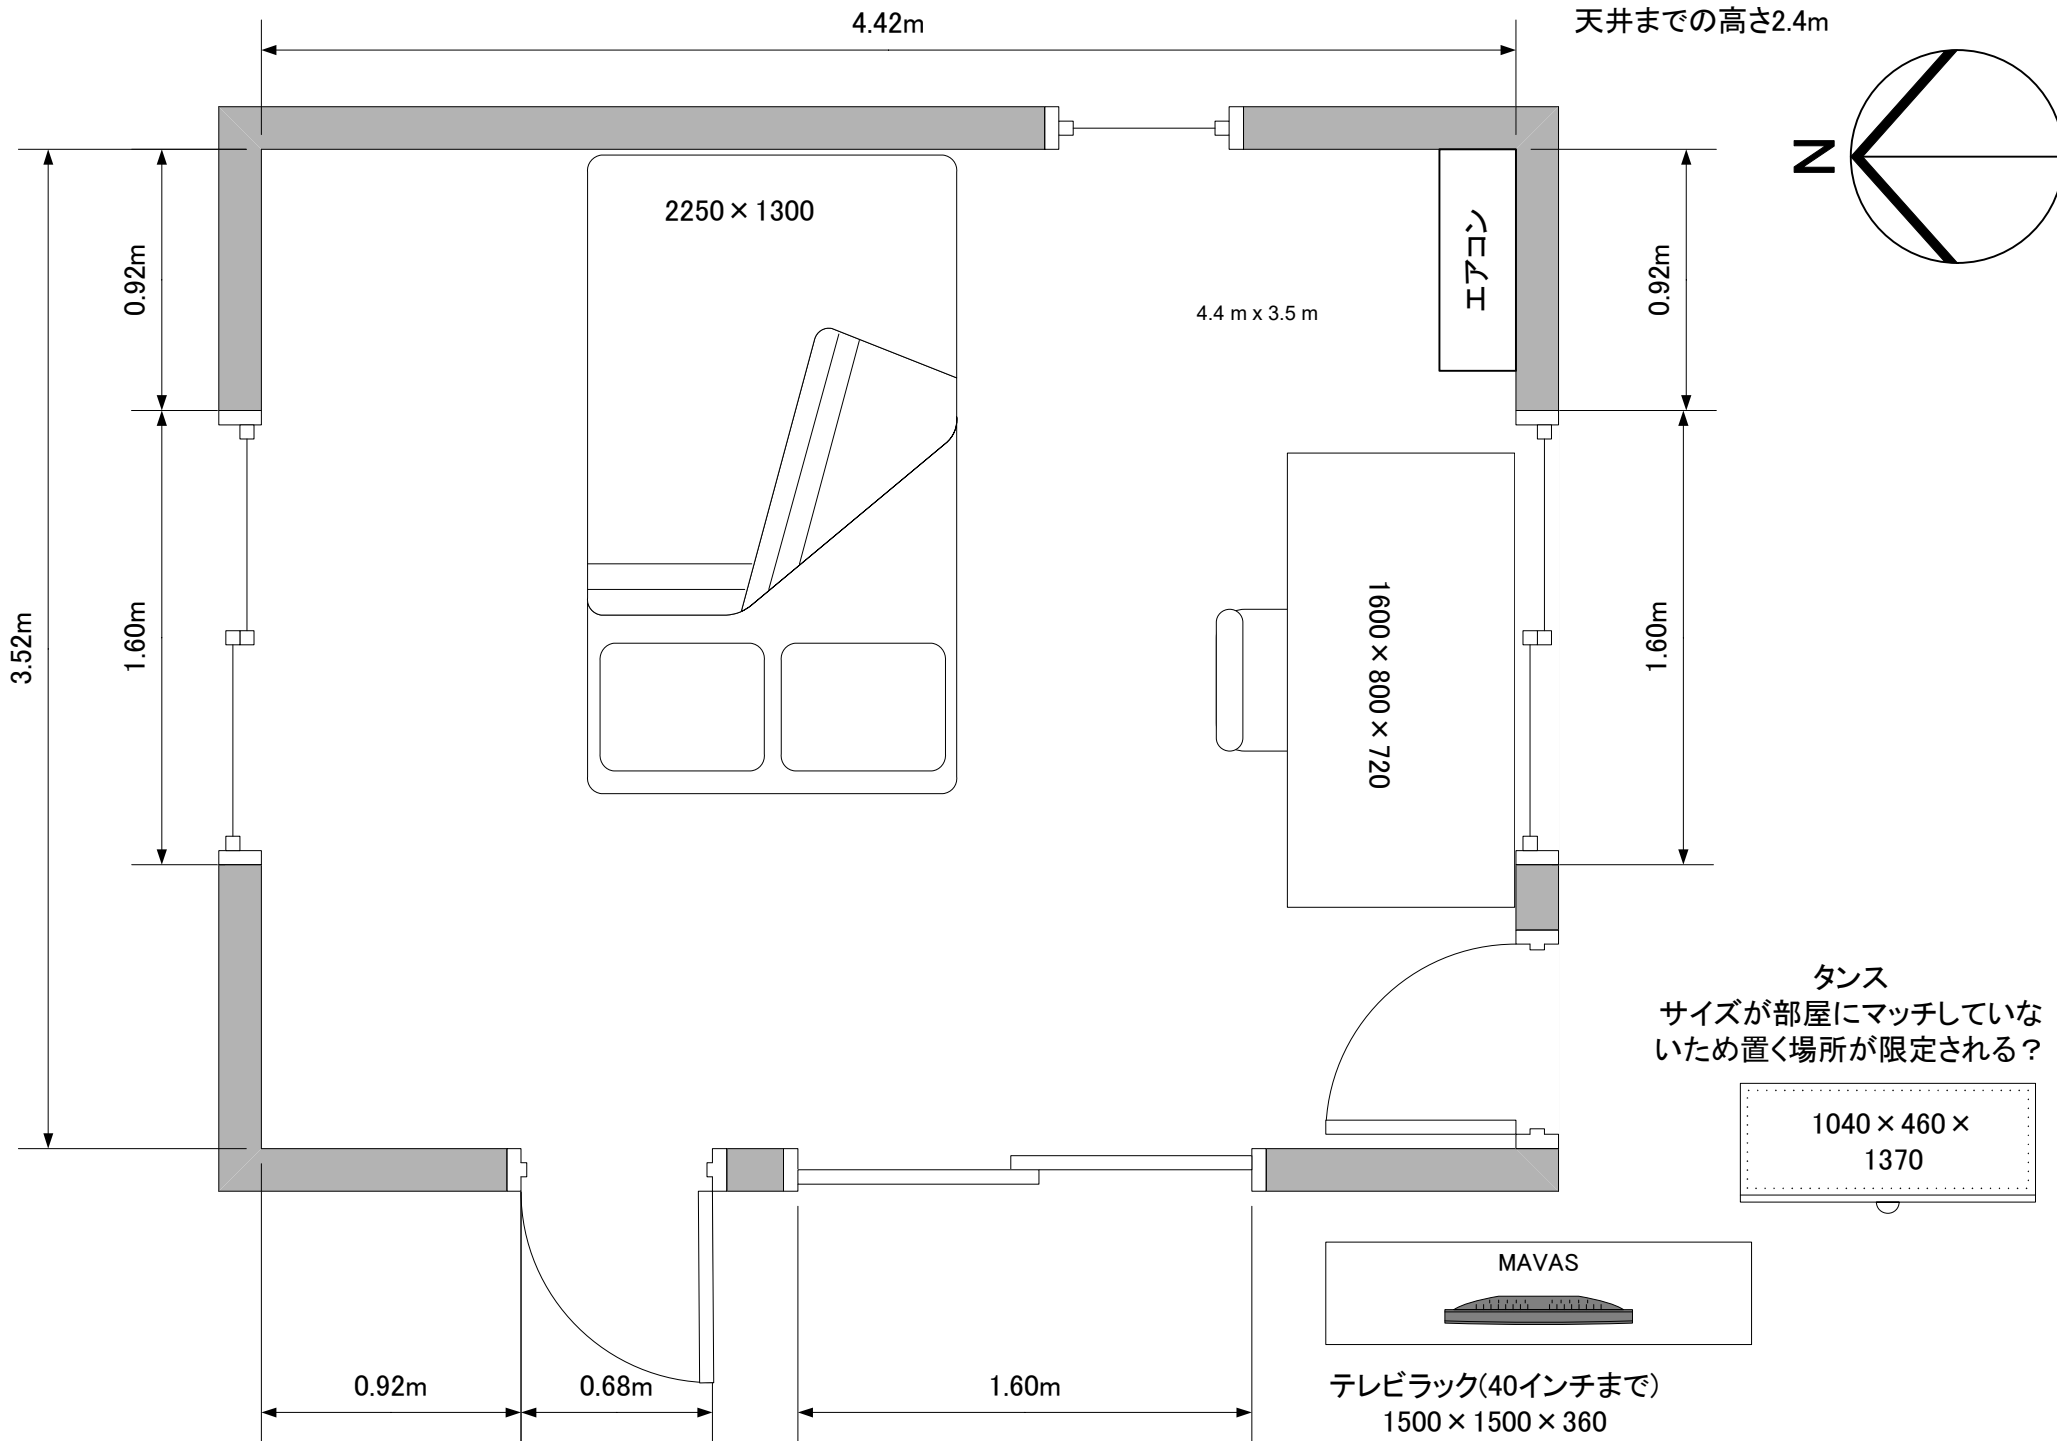 4.42m
天井までの高さ2.4m
N
2250×1300
エアコン
0.92m
0.92m
4.4 m x 3.5 m
3.52m
1.60m
1600×800×720
1.60m
タンス
サイズが部屋にマッチしていな
いため置く場所が限定される?
1040×460×
1370
MAVAS
0.92m
0.68m
1.60m
テレビラック(40インチまで)
1500×1500×360